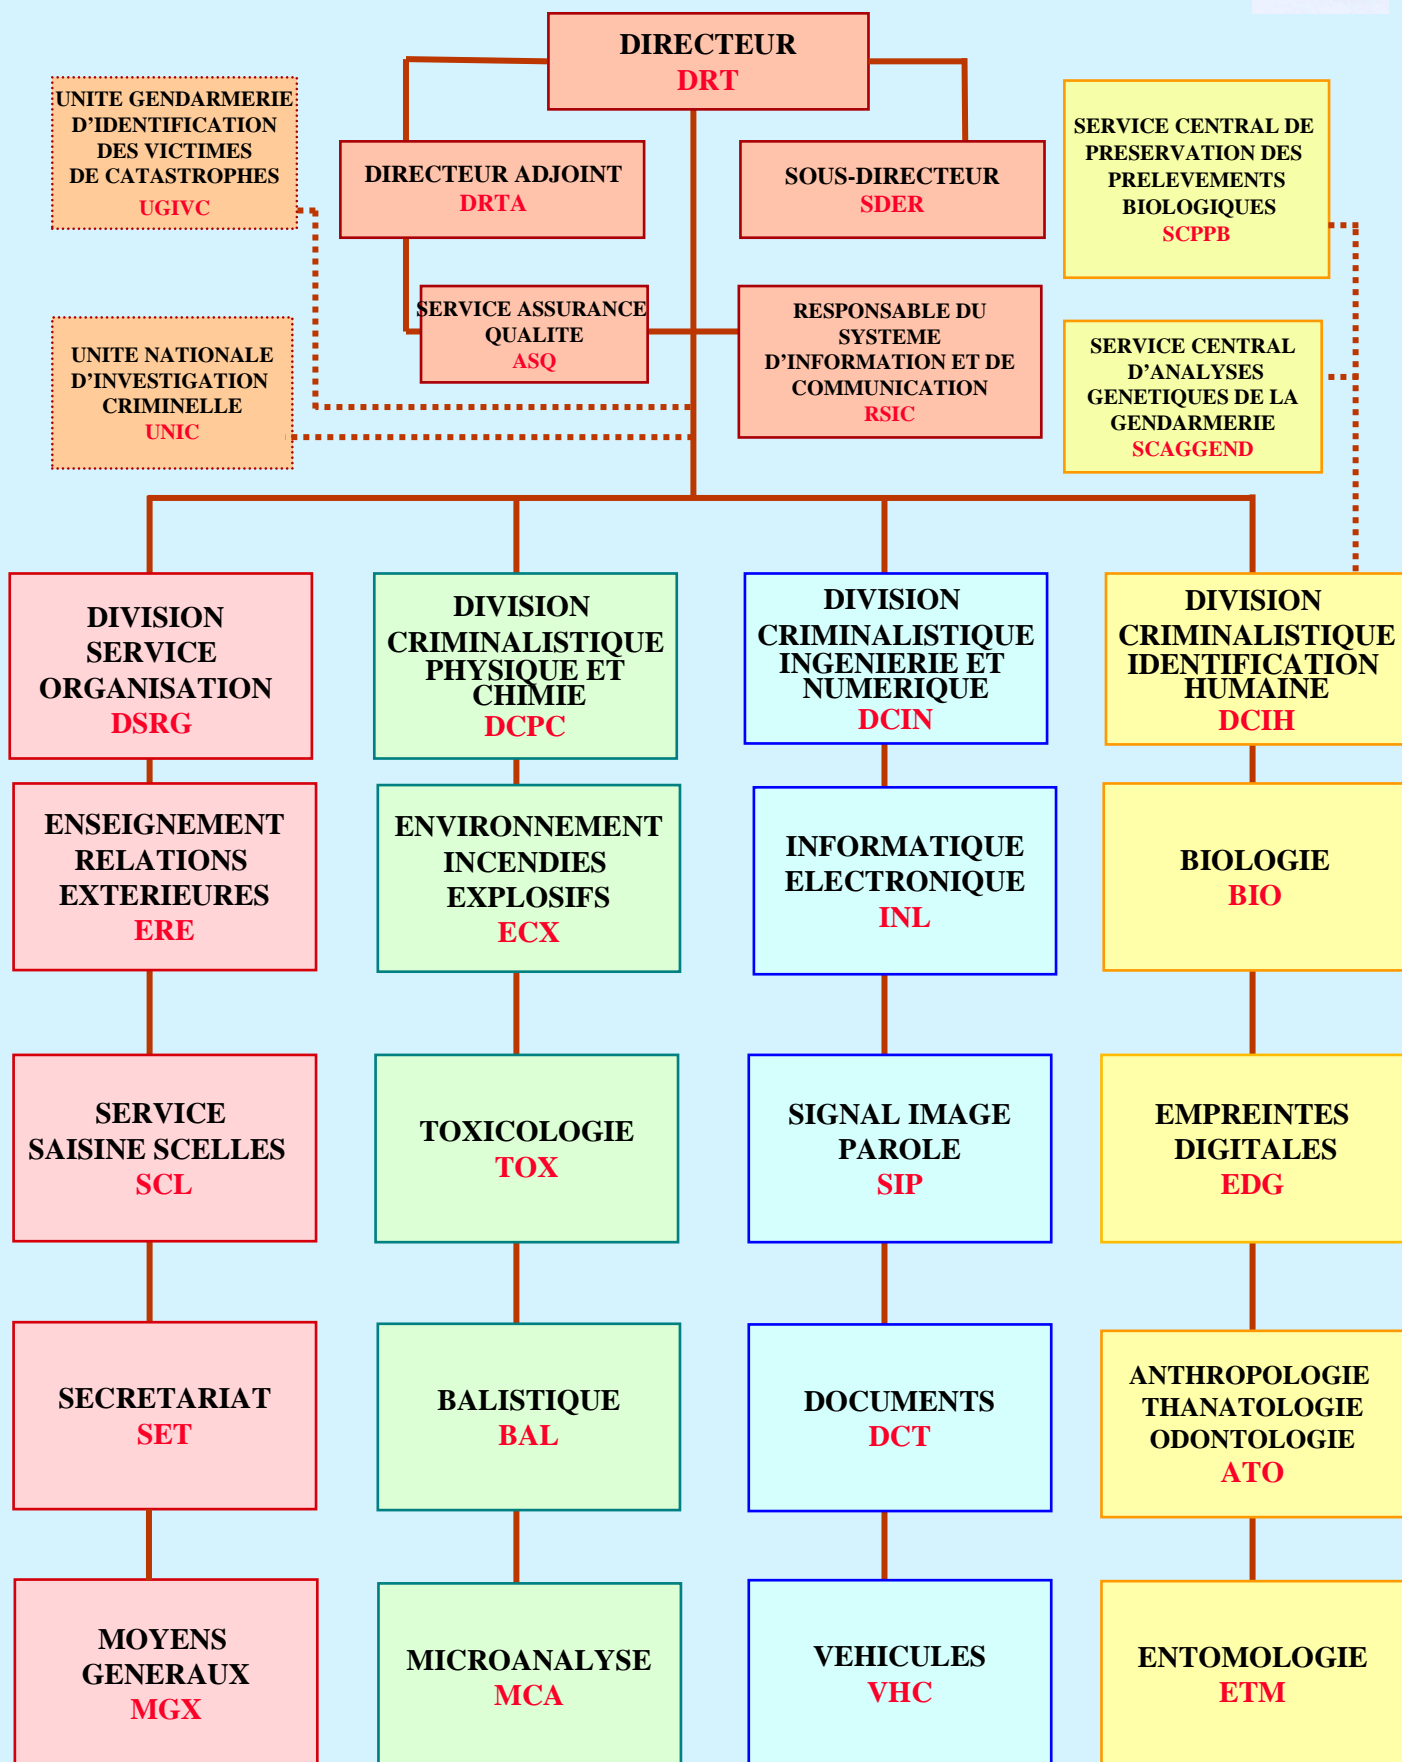 DIRECTEUR
DRT
UNITE GENDARMERIE
D'IDENTIFICATION
DES VICTIMES
DE CATASTROPHES
UGIVC
DIRECTEUR ADJOINT
DRTA
SOUS-DIRECTEUR
SDER
SERVICE CENTRAL DE
PRESERVATION DES
PRELEVEMENTS
BIOLOGIQUES
SCPPB
UNITE NATIONALE
D'INVESTIGATION
CRIMINELLE
UNIC
SERVICE ASSURANCE
QUALITE
ASQ
RESPONSABLE DU
SYSTEME
D'INFORMATION ET DE
COMMUNICATION
RSIC
SERVICE CENTRAL
D'ANALYSES
GENETIQUES DE LA
GENDARMERIE
SCAGGEND
DIVISION
SERVICE
ORGANISATION
DSRG
DIVISION
CRIMINALISTIQUE
PHYSIQUE ET
CHIMIE
DCPC
DIVISION
CRIMINALISTIQUE
INGENIERIE ET
NUMERIQUE
DCIN
DIVISION
CRIMINALISTIQUE
IDENTIFICATION
HUMAINE
DCIH
ENSEIGNEMENT
RELATIONS
EXTERIEURES
ERE
ENVIRONNEMENT
INCENDIES
EXPLOSIFS
ECX
INFORMATIQUE
ELECTRONIQUE
INL
BIOLOGIE
BIO
SERVICE
SAISINE SCELLES
SCL
TOXICOLOGIE
TOX
SIGNAL IMAGE
PAROLE
SIP
EMPREINTES
DIGITALES
EDG
SECRETARIAT
SET
BALISTIQUE
BAL
DOCUMENTS
DCT
ANTHROPOLOGIE
THANATOLOGIE
ODONTOLOGIE
ATO
MOYENS
GENERAUX
MGX
MICROANALYSE
MCA
VEHICULES
VHC
ENTOMOLOGIE
ETM